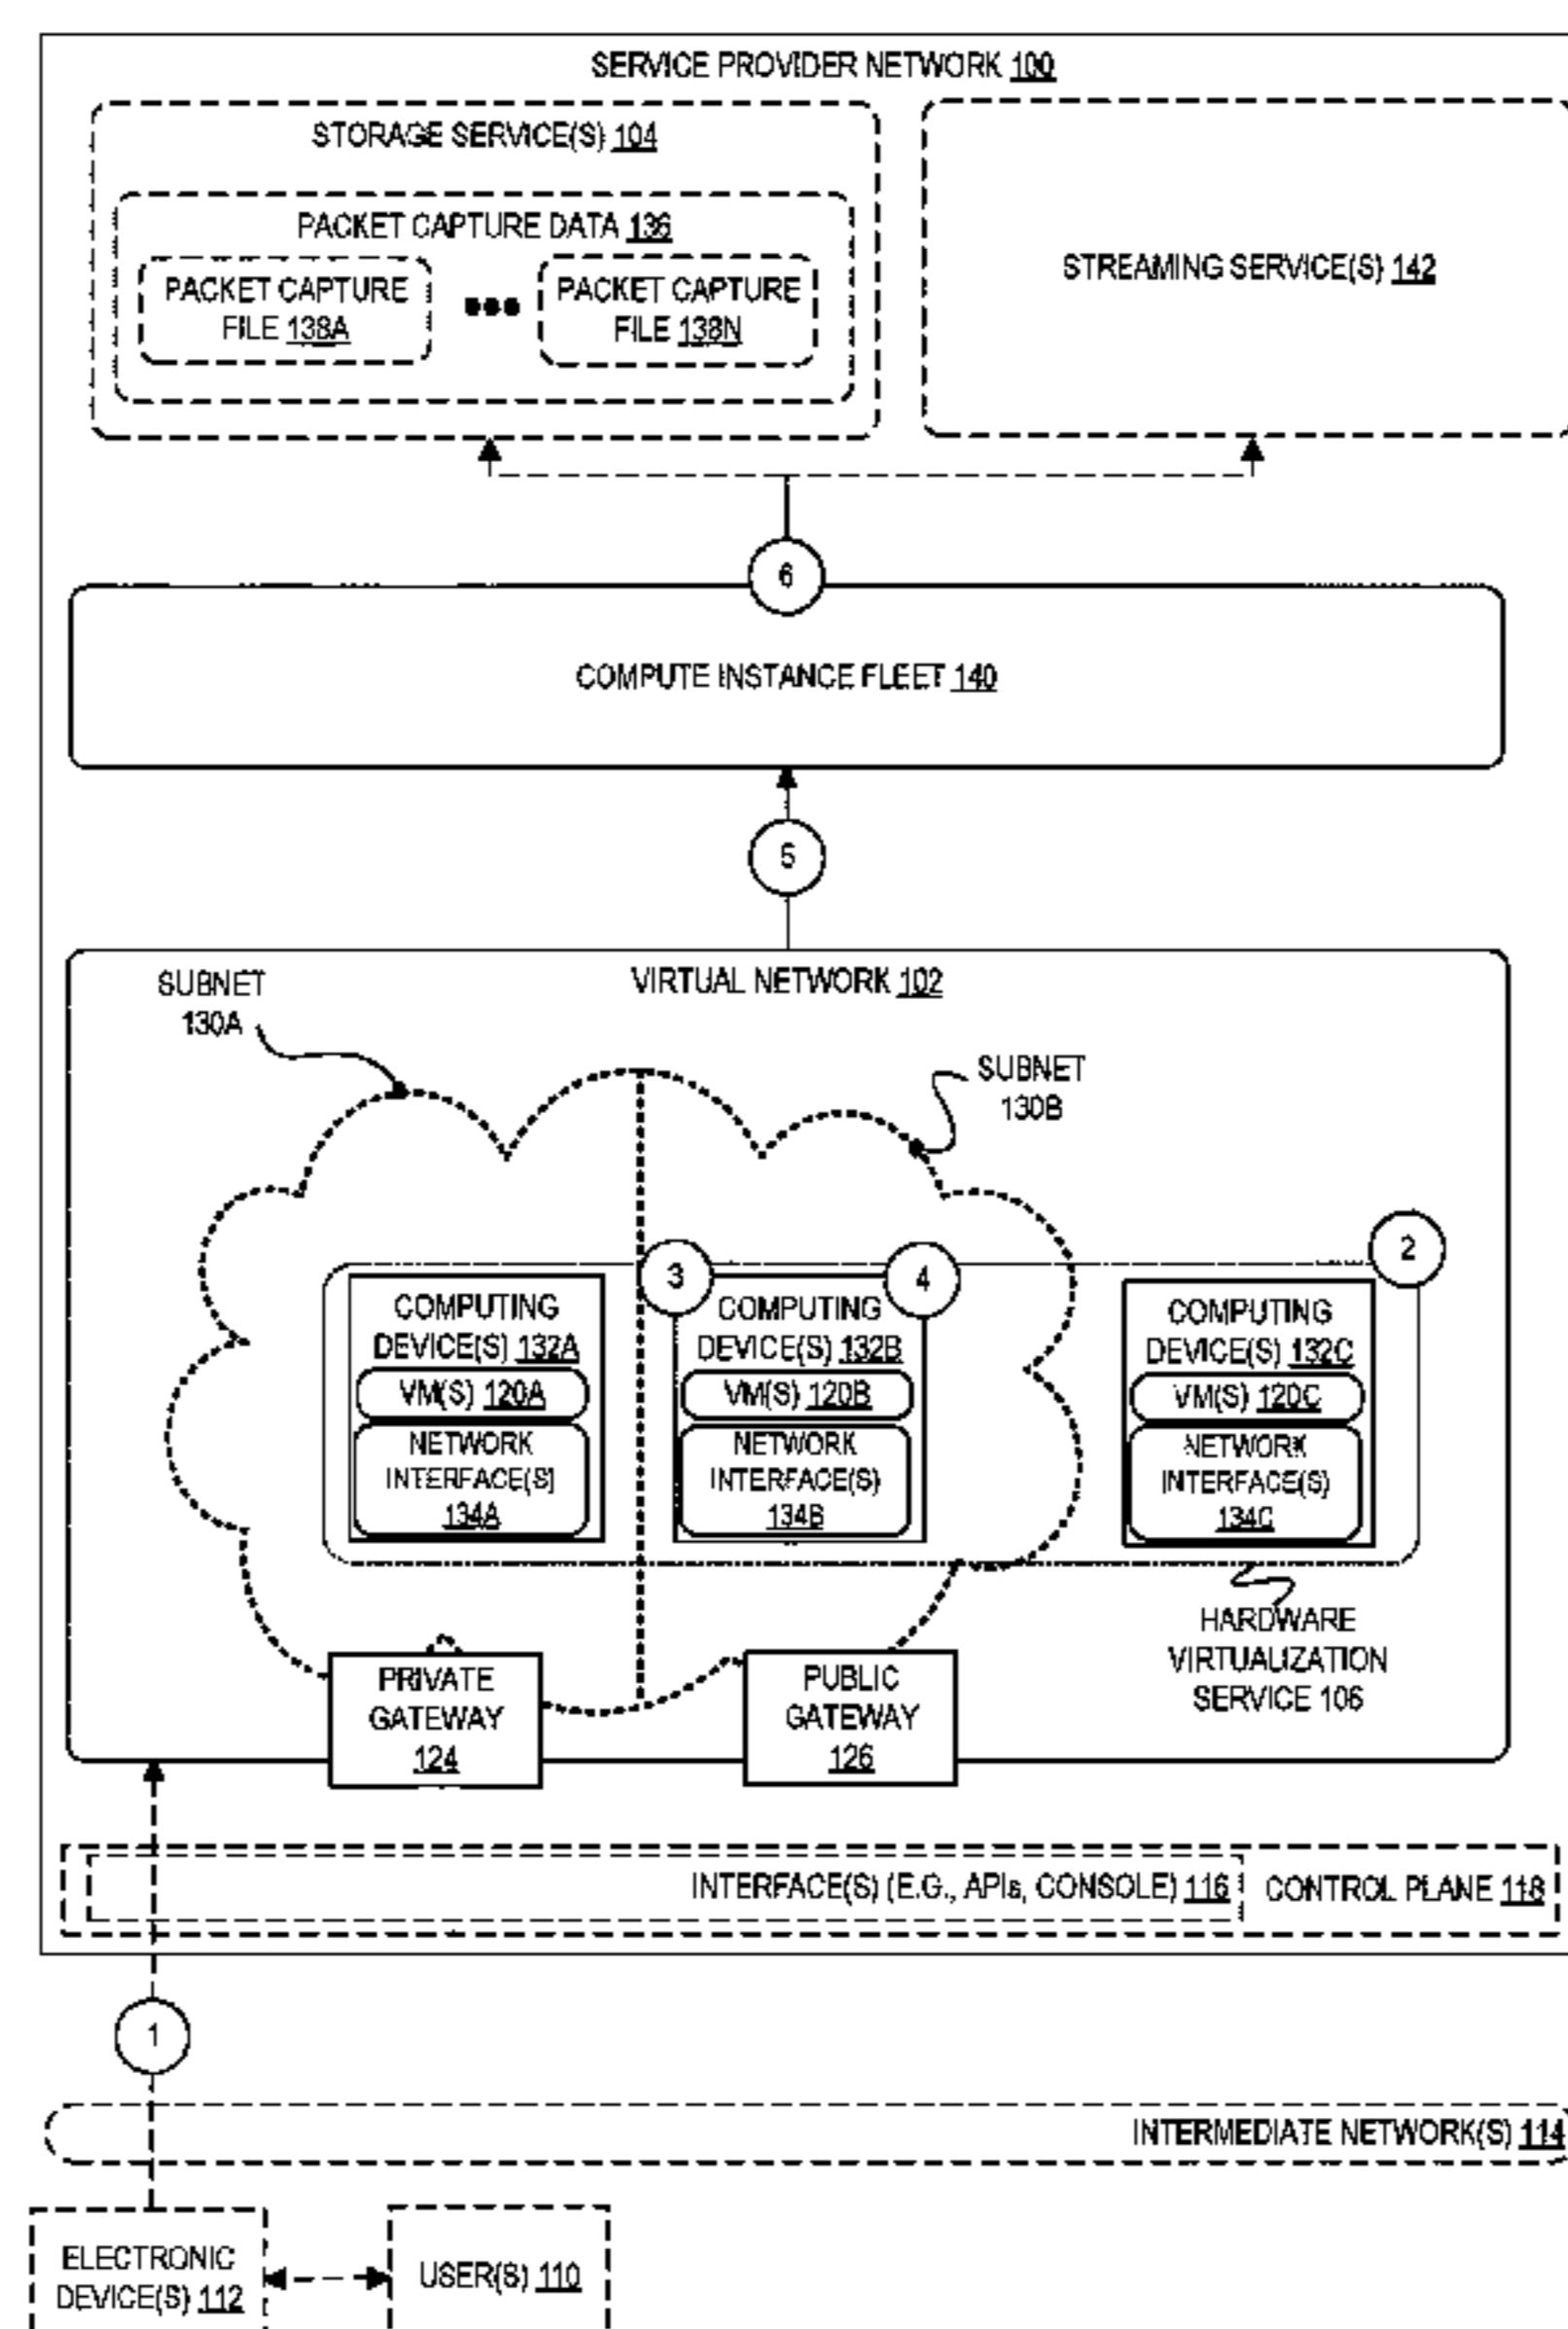 SERVICE PROVIDER NETWORK 100
STORAGE SERVICE(S) 104
PACKET CAPTURE DATA 136
PACKET CAPTURE
FILE 138A
PACKET CAPTURE
FILE 138N
STREAMING SERVICE(S) 142
6
COMPUTE INSTANCE FLEET 140
5
VIRTUAL NETWORK 102
SUBNET
130A
SUBNET
130B
2
3
4
COMPUTING
DEVICE(S) 132A
VM(S) 120A
NETWORK
INTERFACE(S)
134A
COMPUTING
DEVICE(S) 132B
VM(S) 120B
NETWORK
INTERFACE(S)
134B
COMPUTING
DEVICE(S) 132C
VM(S) 120C
NETWORK
INTERFACE(S)
134C
HARDWARE
VIRTUALIZATION
SERVICE 106
PRIVATE
GATEWAY
124
PUBLIC
GATEWAY
126
INTERFACE(S) (E.G., APIs, CONSOLE) 116
CONTROL PLANE 118
1
INTERMEDIATE NETWORK(S) 114
ELECTRONIC
DEVICE(S) 112
USER(S) 110